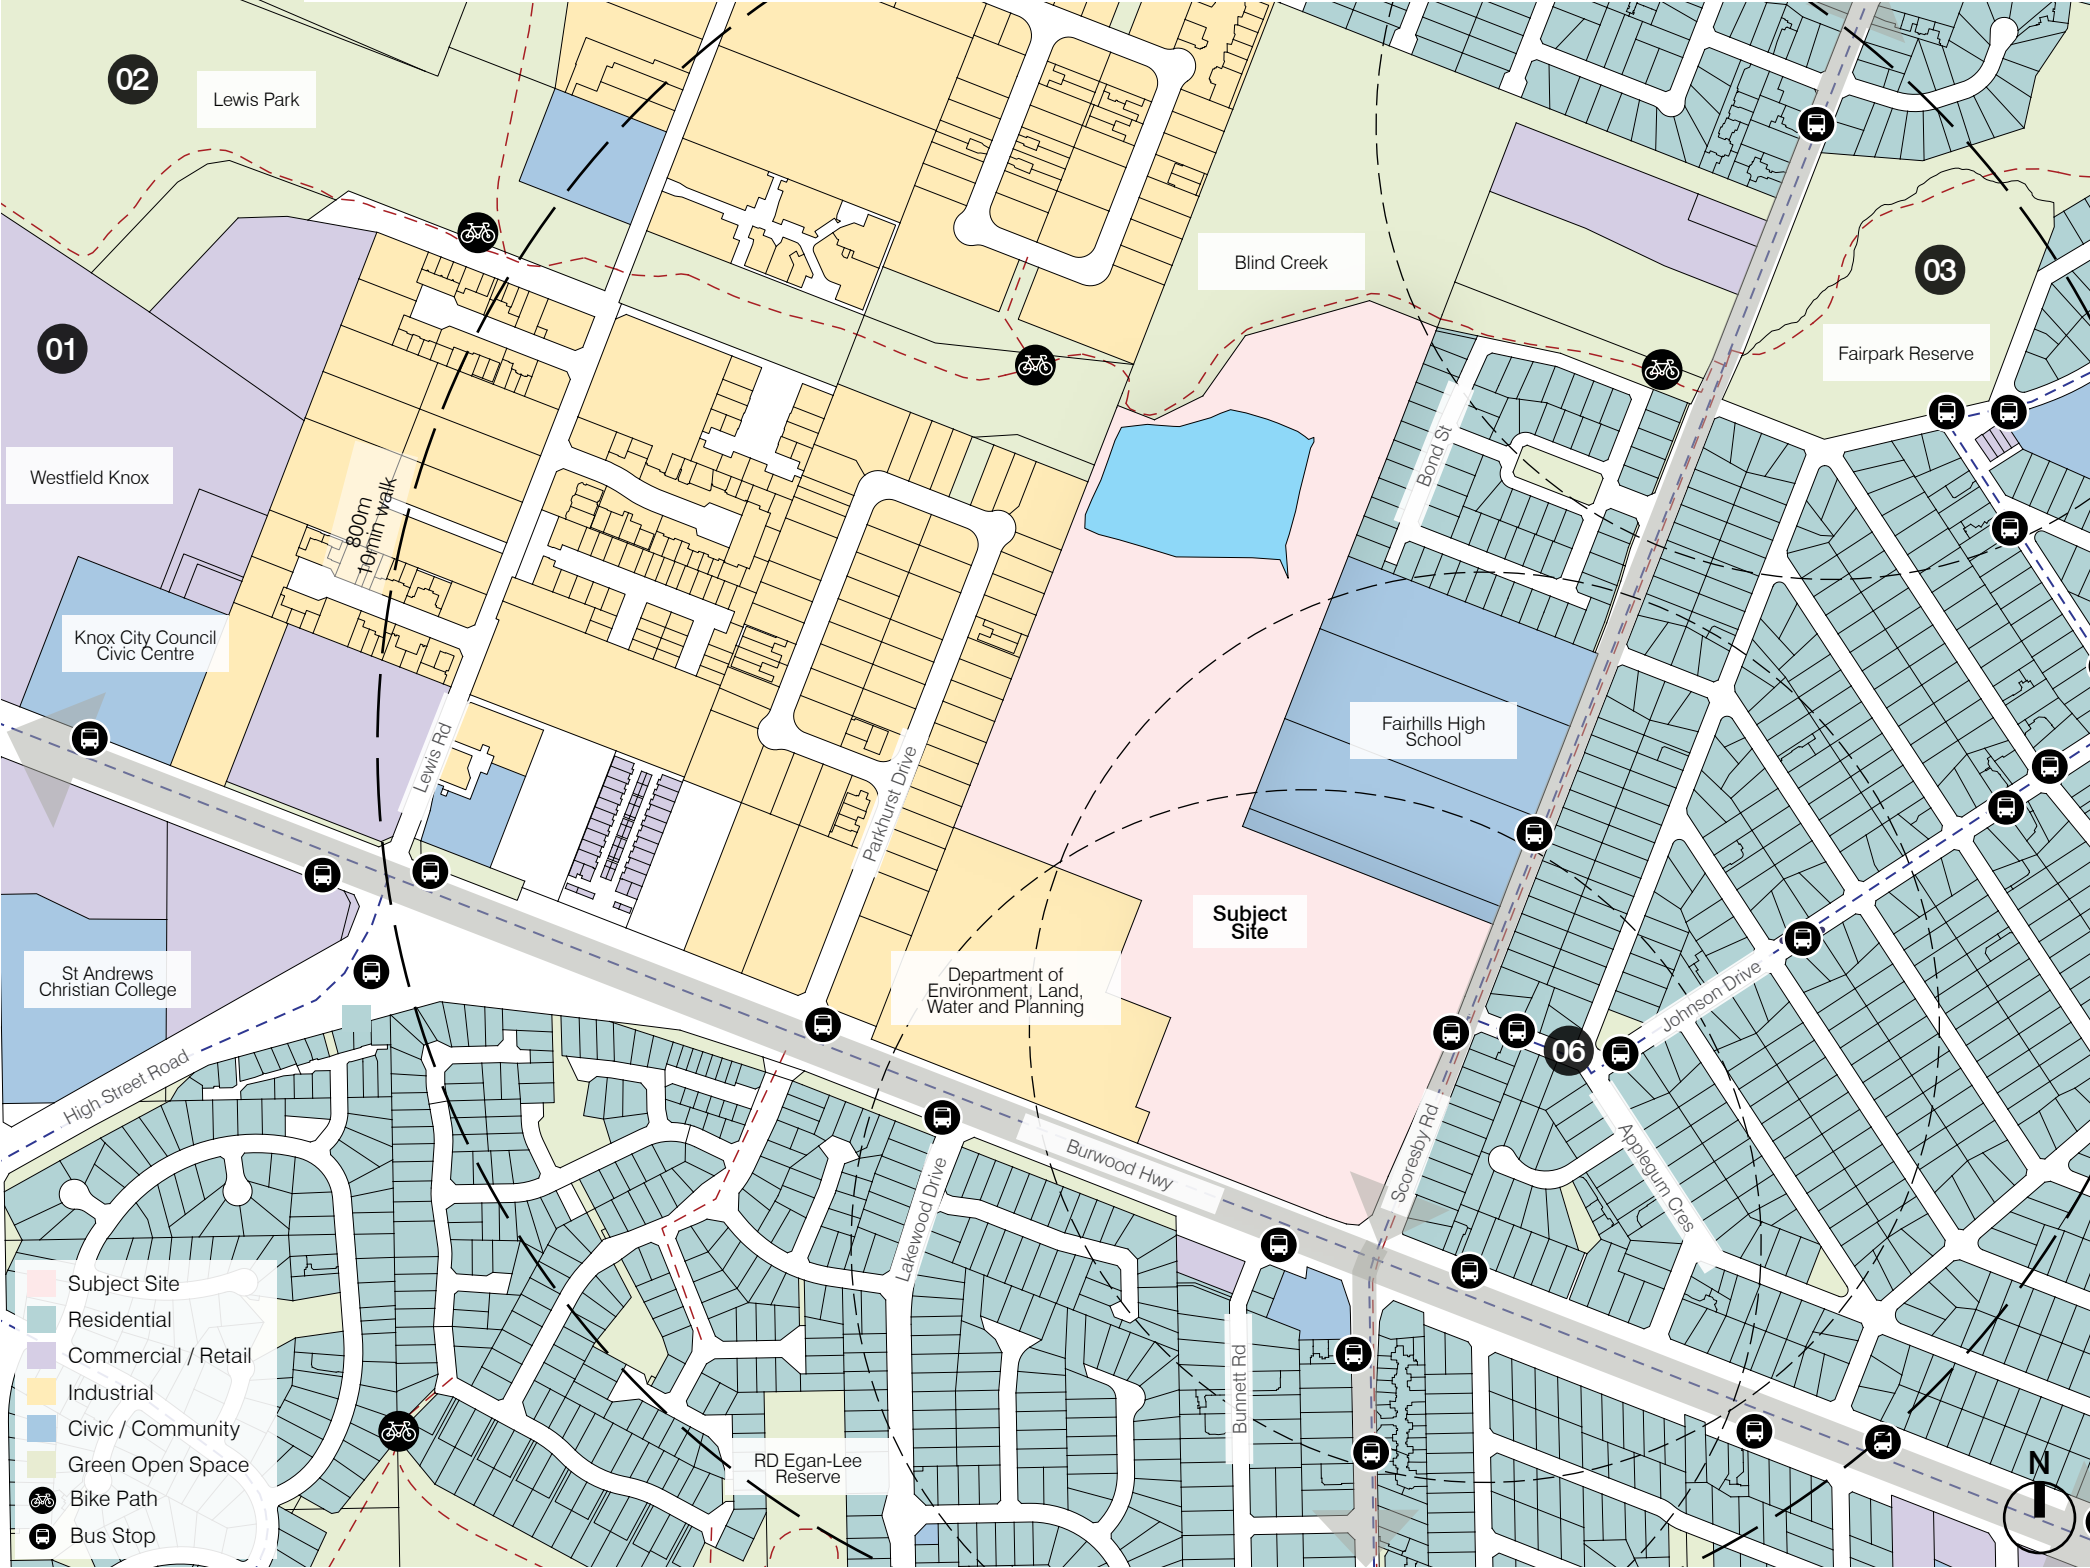 02
Lewis Park
Blind Creek
03
Fairpark Reserve
01
Westfield Knox
800m
10min walk
Bond St
Knox City Council
Civic Centre
Lewis Rd
Parkhurst Drive
Fairhills High
School
Subject
Site
St Andrews
Christian College
Department of
Environment, Land,
Water and Planning
Johnson Drive
06
High Street Road
Burwood Hwy
Scoresby Rd
Applegum Cres
Lakewood Drive
Bunnett Rd
RD Egan-Lee
Reserve
Subject Site
Residential
Commercial / Retail
Industrial
Civic / Community
Green Open Space
Bike Path
Bus Stop
N